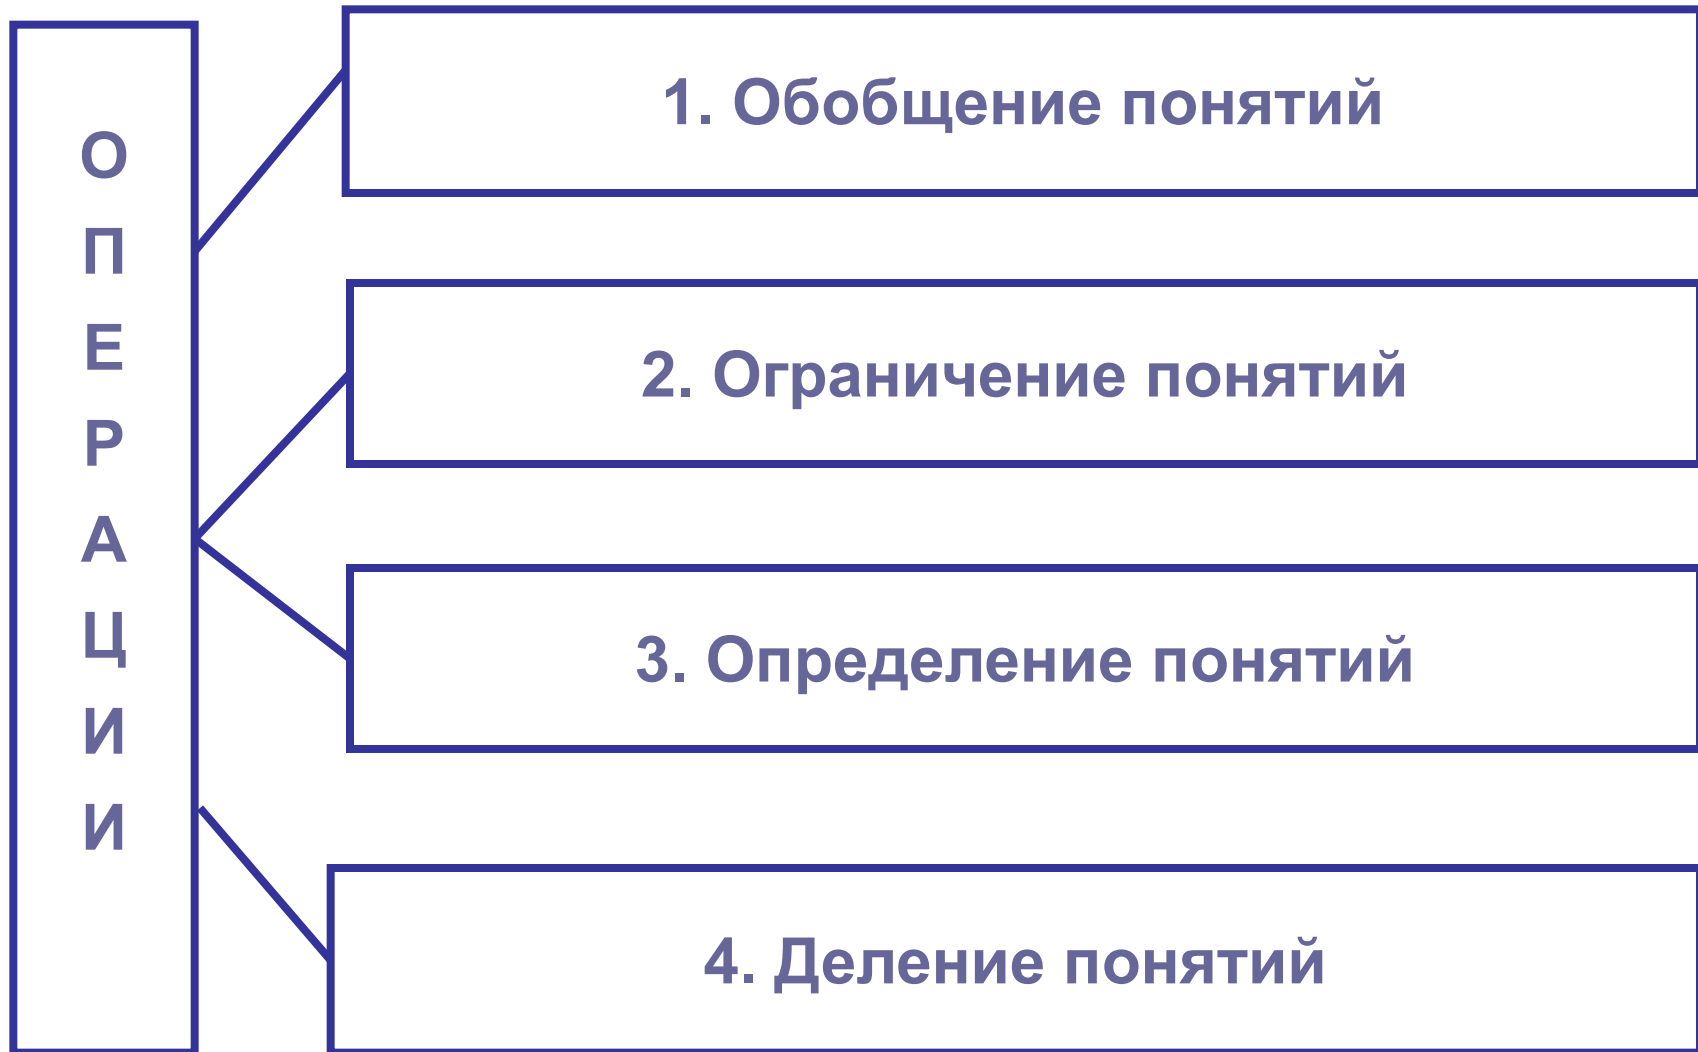 О
П
Е
Р
А
Ц
И
И
1. Обобщение понятий
2. Ограничение понятий
3. Определение понятий
4. Деление понятий